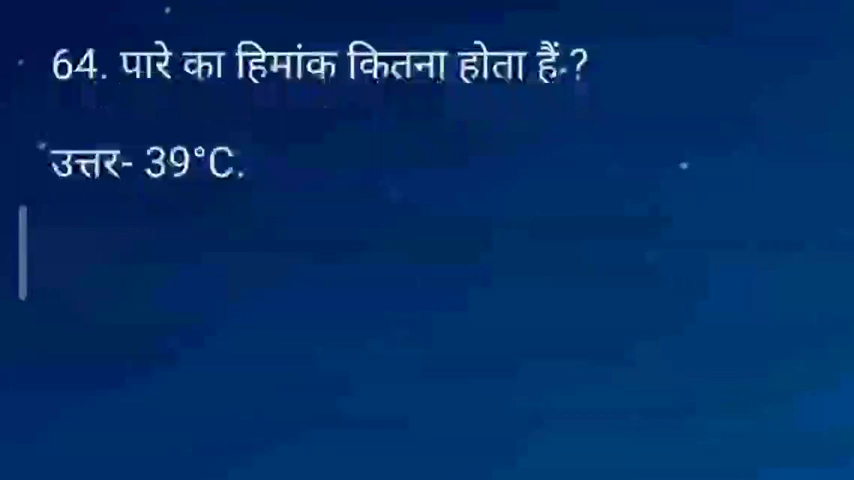 64. पारे का हिमांक कितना होता हैं.?
उत्तर- 39°C.